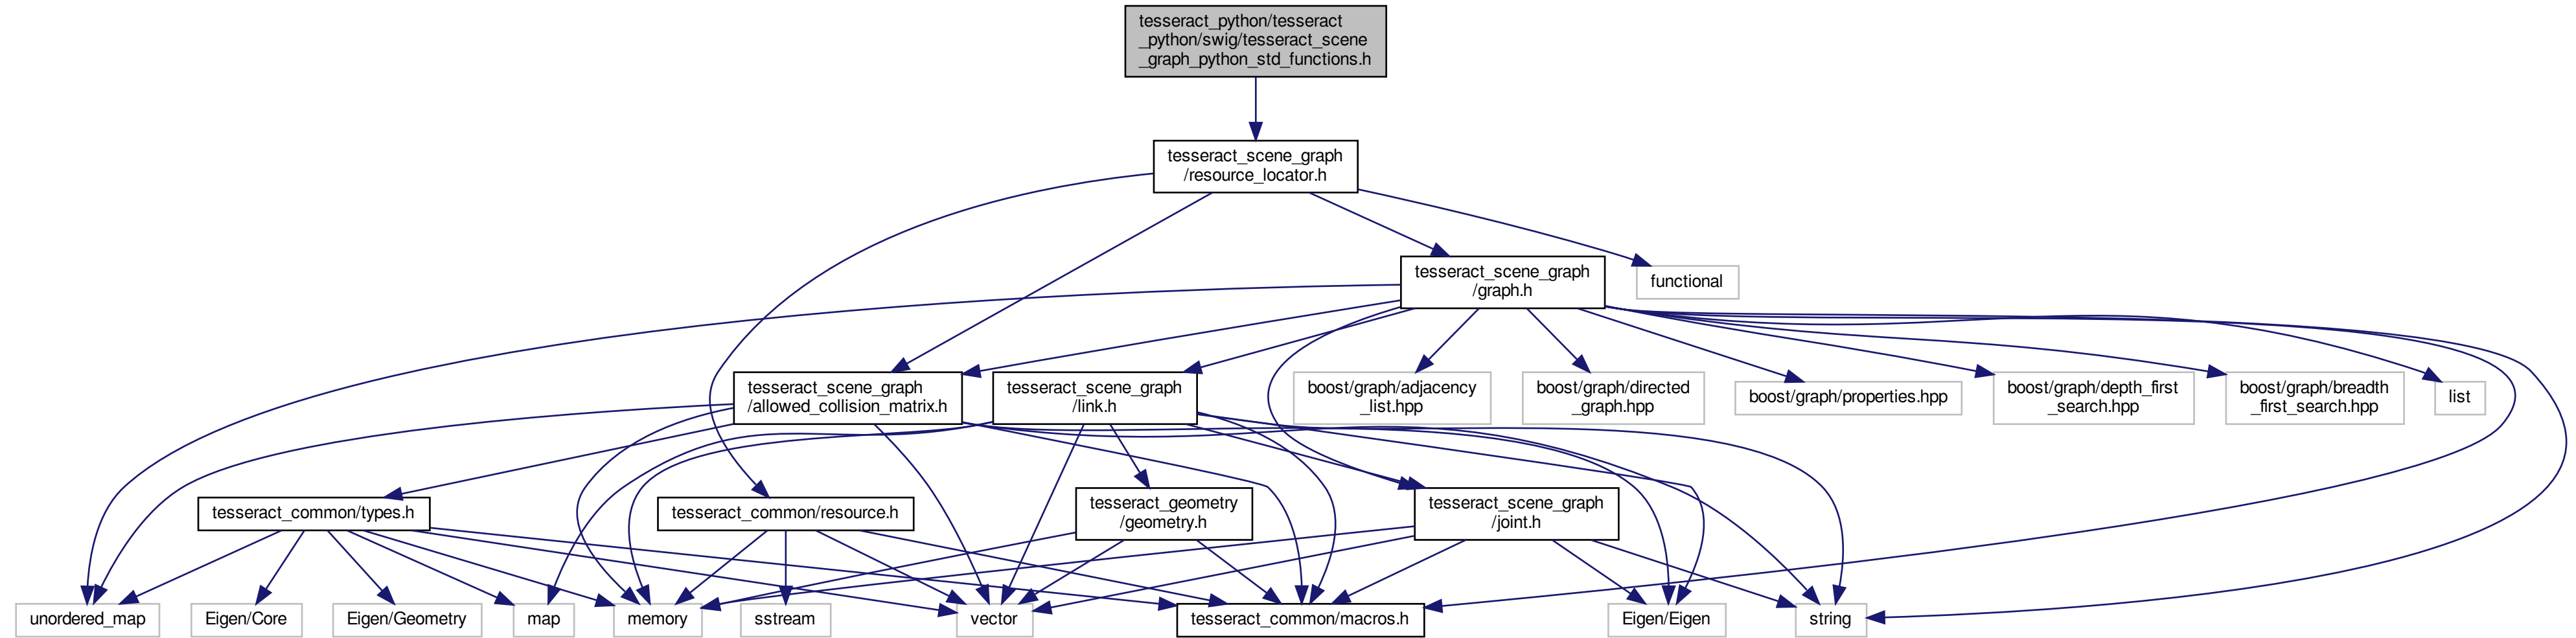 tesseract_python/tesseract
_python/swig/tesseract_scene
_graph_python_std_functions.h
tesseract_scene_graph
/resource_locator.h
tesseract_scene_graph
/graph.h
functional
tesseract_scene_graph
/allowed_collision_matrix.h
tesseract_scene_graph
/link.h
boost/graph/adjacency
_list.hpp
boost/graph/directed
_graph.hpp
boost/graph/properties.hpp
boost/graph/depth_first
_search.hpp
boost/graph/breadth
_first_search.hpp
list
tesseract_common/types.h
tesseract_common/resource.h
tesseract_geometry
/geometry.h
tesseract_scene_graph
/joint.h
unordered_map
Eigen/Core
Eigen/Geometry
map
memory
sstream
vector
tesseract_common/macros.h
Eigen/Eigen
string